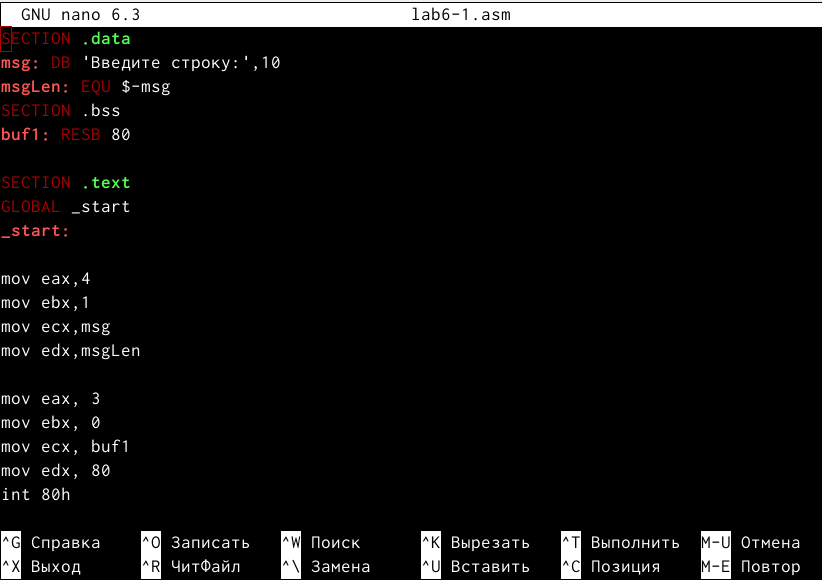 GNU nano 6.3 lab6-1.asm
SECTION .data
msg: DB 'Введите строку:',10
msgLen: EQU $-msg
SECTION .bss
buf1: RESB 80
SECTION .text
GLOBAL _start
_start:
mov eax,4
mov ebx,1
mov ecx,msg
mov edx,msgLen
mov eax, 3
mov ebx, 0
mov ecx, buf1
mov edx, 80
int 80h
^G Справка ^O Записать ^W Поиск ^K Вырезать ^T Выполнить M-U Отмена
^X Выход ^R ЧитФайл ^\ Замена ^U Вставить ^C Позиция M-E Повтор